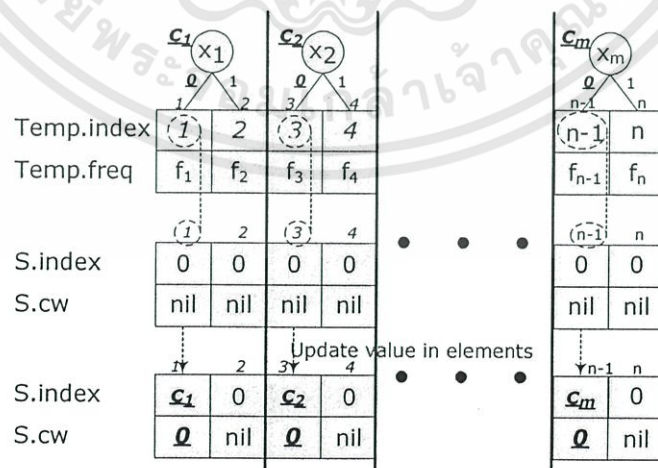 c1 x1 c2 x2 cm xm
0 1 0 1 0 1
1 2 3 4 n-1 n
Temp.index 1 2 3 4 n-1 n
Temp.freq f1 f2 f3 f4 fn-1 fn
1 2 3 4 n-1 n
S.index 0 0 0 0 0 0
S.cw nil nil nil nil nil nil
Update value in elements
1 2 3 4 n-1 n
S.index c1 0 c2 0 cm 0
S.cw 0 nil 0 nil 0 nil